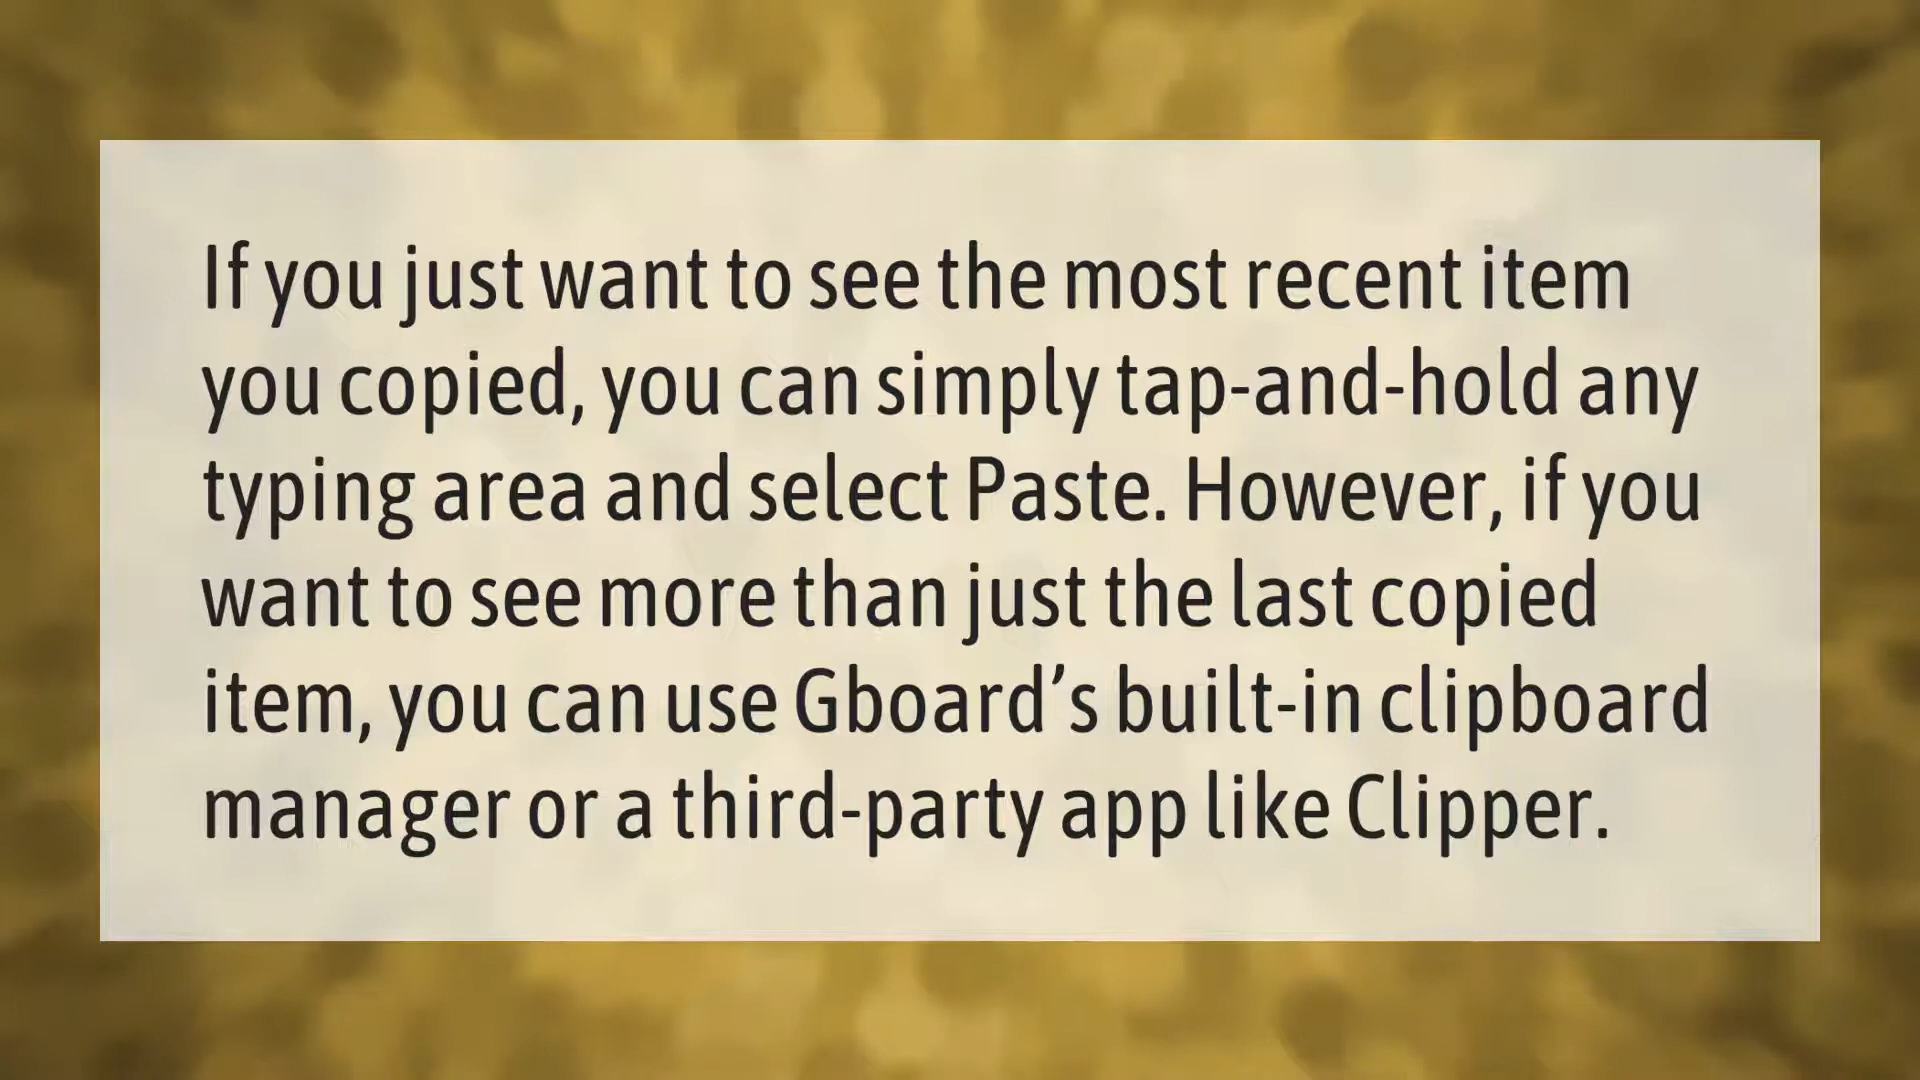 If you just want to see the most recent item
you copied, you can simply tap-and-hold any
typing area and select Paste. However, if you
want to see more than just the last copied
item, you can use Gboard’s built-in clipboard
manager or a third-party app like Clipper.